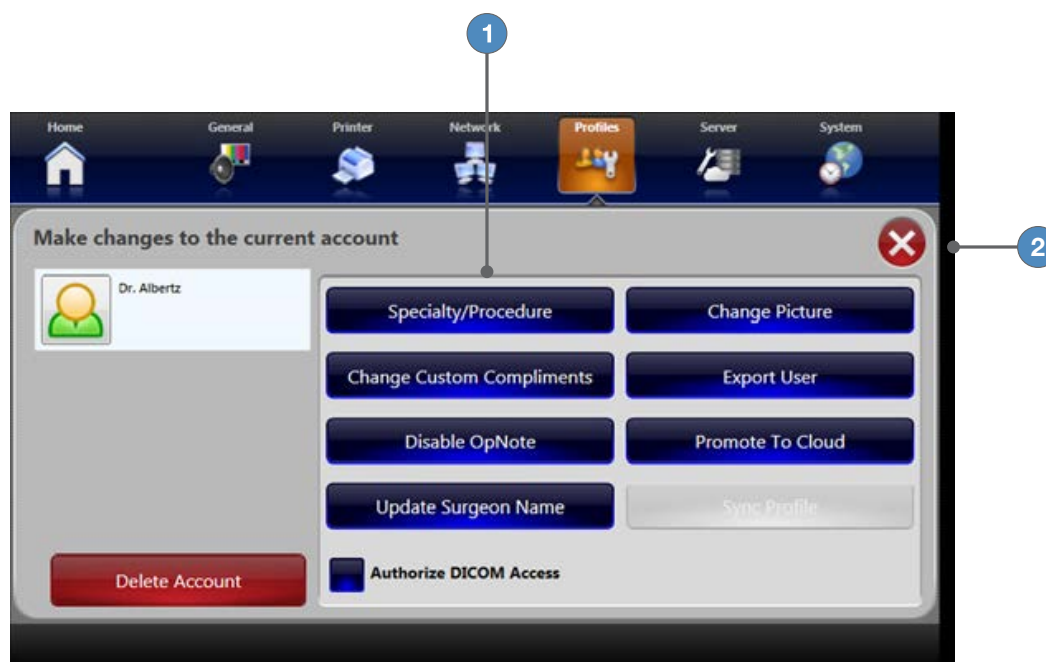 1
Home General Printer Network Profiles Server System
Make changes to the current account
2
Dr. Albertz
Specialty/Procedure Change Picture
Change Custom Compliments Export User
Disable OpNote Promote To Cloud
Update Surgeon Name Sync Profile
Delete Account Authorize DICOM Access